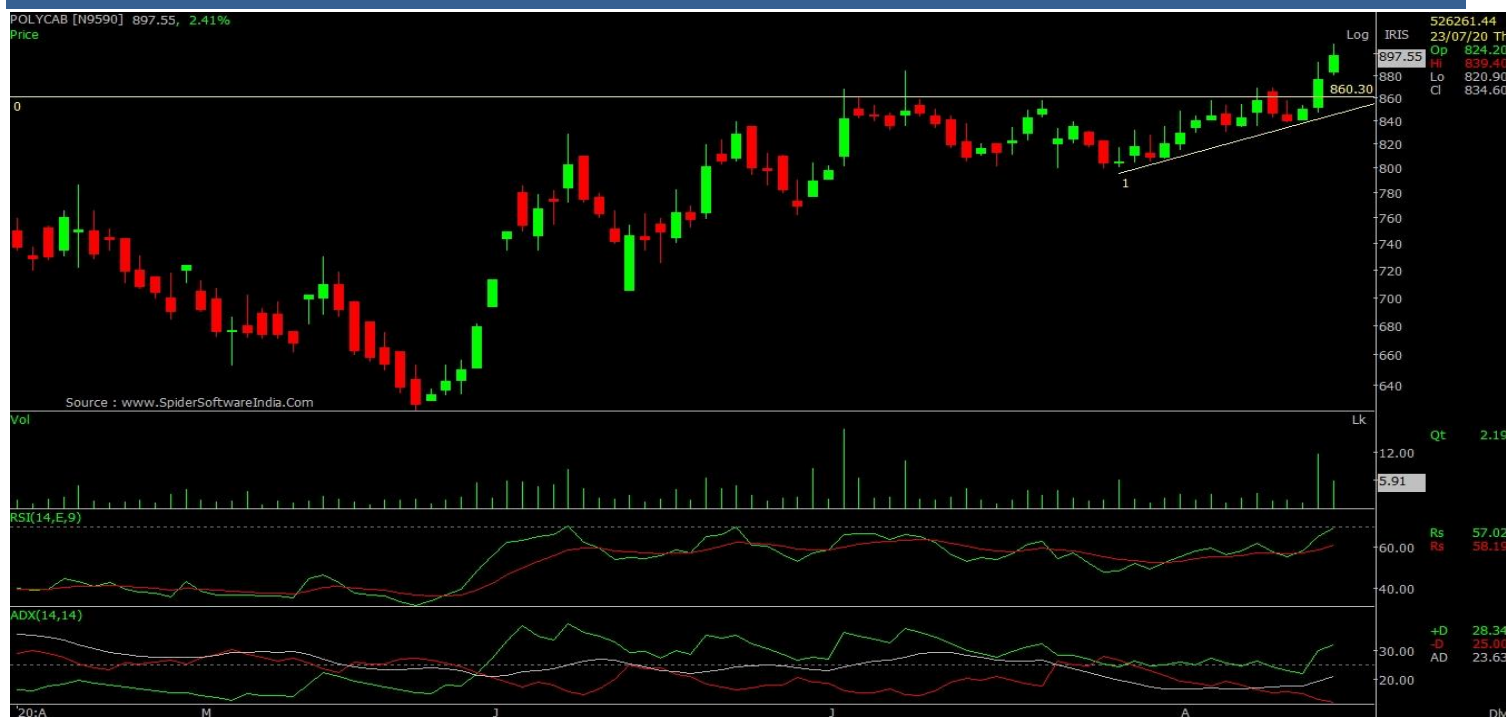 POLYCAB [N9590] 897.55, 2.41%
Price
Log
IRIS
526261.44
23/07/20 Th
Op 824.20
Hi 839.40
Lo 820.90
Cl 834.60
897.55
880
860.30
860
0
840
820
800
1
780
760
740
720
700
680
660
640
Source : www.SpiderSoftwareIndia.Com
Vol
Lk
Qt 2.19
12.00
5.91
RSI(14,E,9)
Rs 57.02
Rs 58.19
60.00
40.00
ADX(14,14)
+D 28.34
-D 25.00
AD 23.63
30.00
20.00
'20:A M J J A Dly